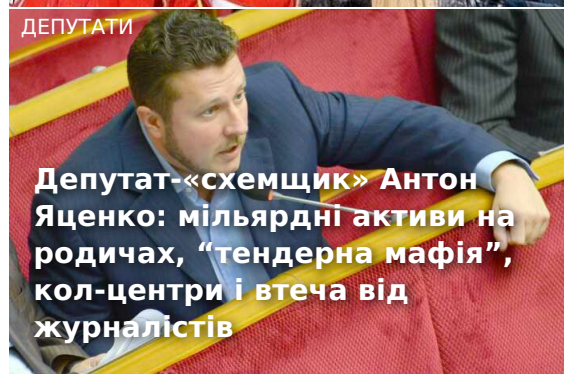 ДЕПУТАТИ
Депутат-«схемщик» Антон
Яценко: мільярдні активи на
родичах, “тендерна мафія”,
кол-центри і втеча від
журналістів